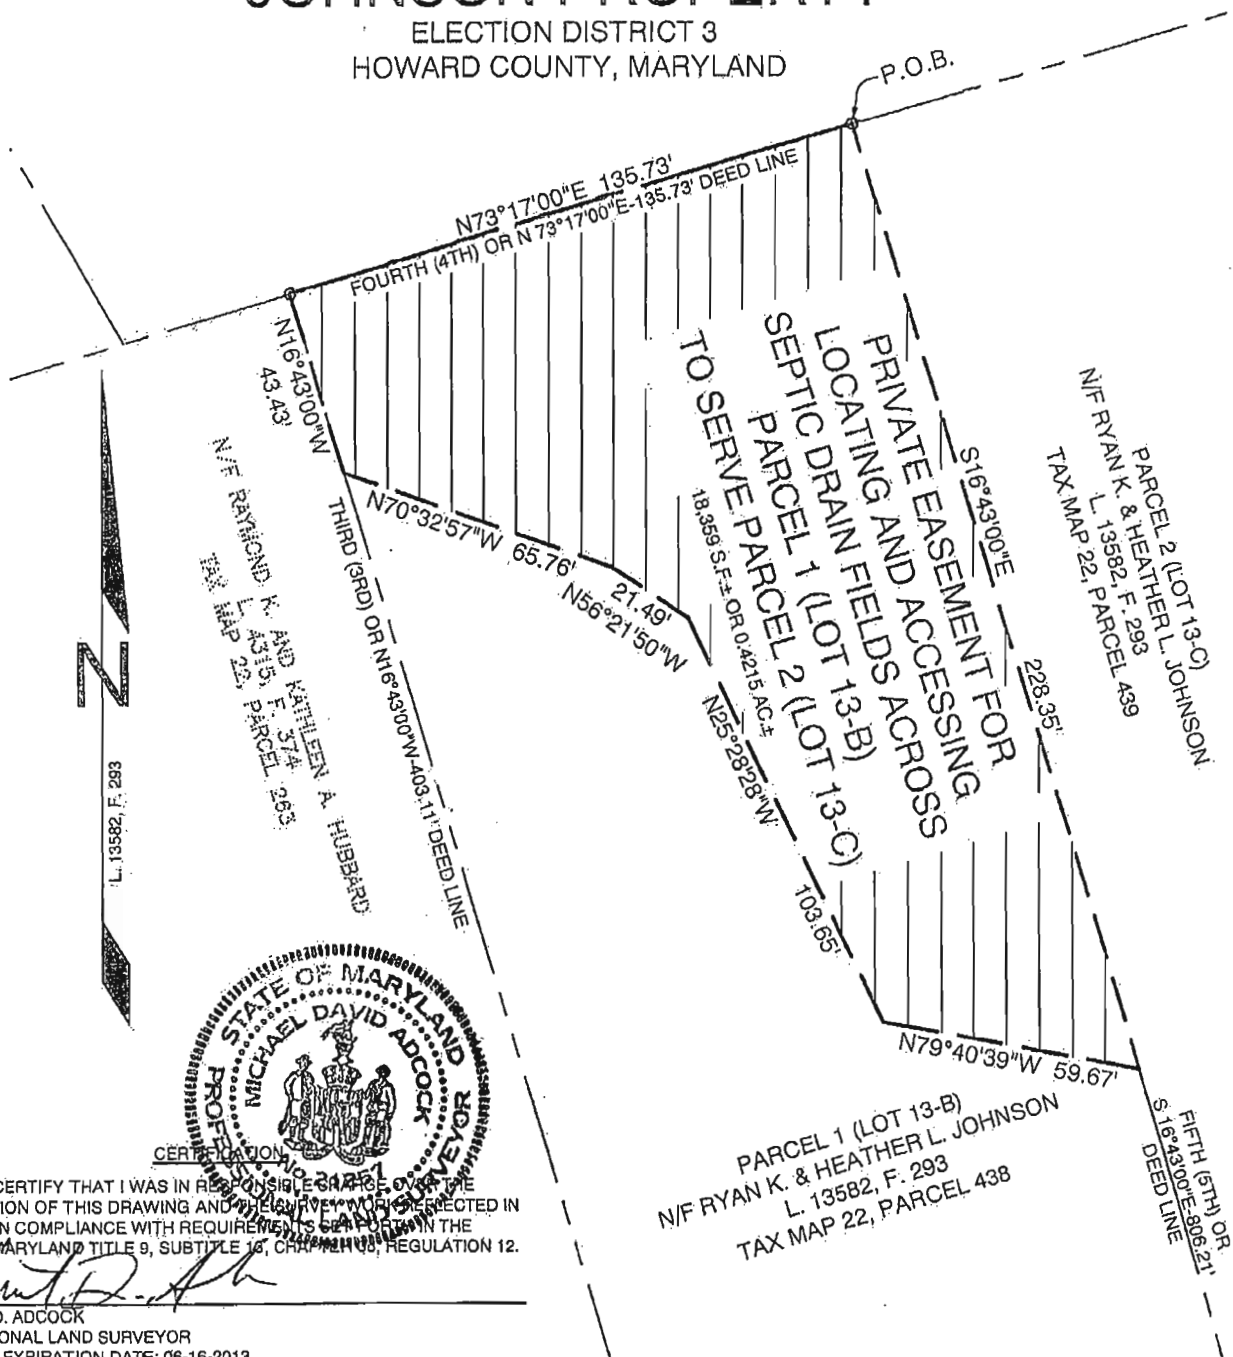 JOHNSON PROPERTY
ELECTION DISTRICT 3
HOWARD COUNTY, MARYLAND
P.O.B.
N73°17'00"E 135.73'
FOURTH (4TH) OR N 73°17'00"E-135.73' DEED LINE
N16°43'00"W
43.43'
N70°32'57"W 65.76'
21.49'
N56°21'50"W
N25°28'28"W
103.65'
N79°40'39"W 59.67'
S16°43'00"E
228.35'
PRIVATE EASEMENT FOR
LOCATING AND ACCESSING
SEPTIC DRAIN FIELDS ACROSS
PARCEL 1 (LOT 13-B)
TO SERVE PARCEL 2 (LOT 13-C)
18,359 S.F.± OR 0.4215 AC.±
PARCEL 2 (LOT 13-C)
N/F RYAN K. & HEATHER L. JOHNSON
L. 13582, F. 293
TAX MAP 22, PARCEL 439
THIRD (3RD) OR N16°43'00"W-403.11' DEED LINE
N/F RAYMOND K. AND KATHLEEN A. HUBBARD
L. 4315, F. 374
TAX MAP 22, PARCEL 263
N
L. 13582, F. 293
PARCEL 1 (LOT 13-B)
N/F RYAN K. & HEATHER L. JOHNSON
L. 13582, F. 293
TAX MAP 22, PARCEL 438
FIFTH (5TH) OR
S 16°43'00"E-806.21'
DEED LINE
STATE OF MARYLAND
MICHAEL DAVID ADCOCK
No. 21257
PROFESSIONAL LAND SURVEYOR
CERTIFICATION
CERTIFY THAT I WAS IN RESPONSIBLE CHARGE OVER THE
ION OF THIS DRAWING AND THE SURVEY WORK REFLECTED IN
N COMPLIANCE WITH REQUIREMENTS SET FORTH IN THE
ARYLAND TITLE 9, SUBTITLE 13, CHAPTER 06, REGULATION 12.
D. ADCOCK
ONAL LAND SURVEYOR
EXPIRATION DATE: 06-16-2013